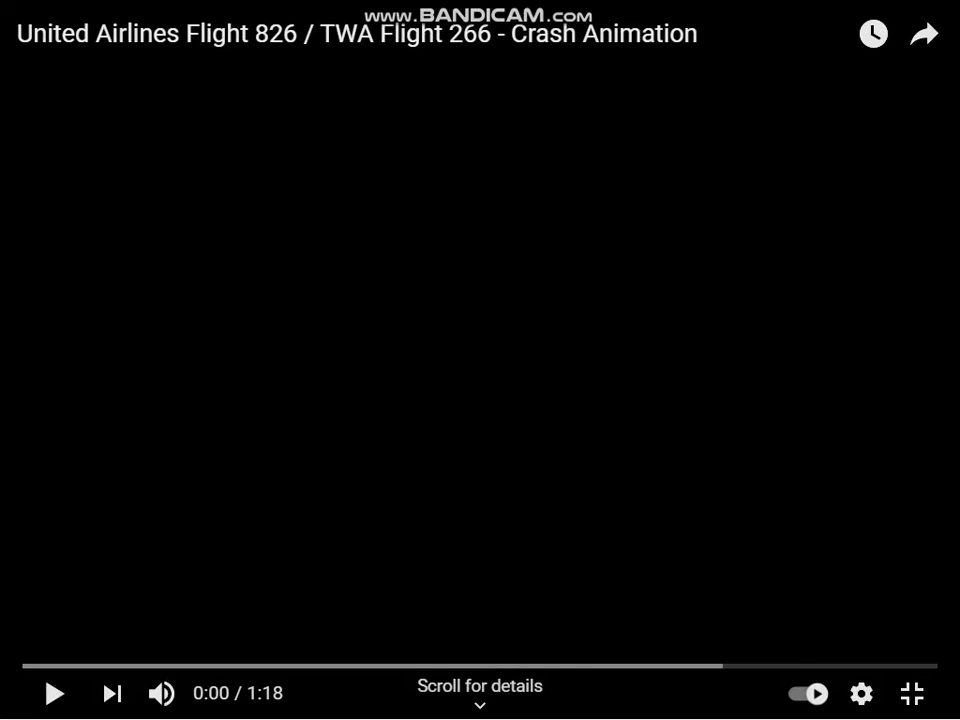 www.BANDICAM.com
United Airlines Flight 826 / TWA Flight 266 - Crash Animation
0:00 / 1:18
Scroll for details